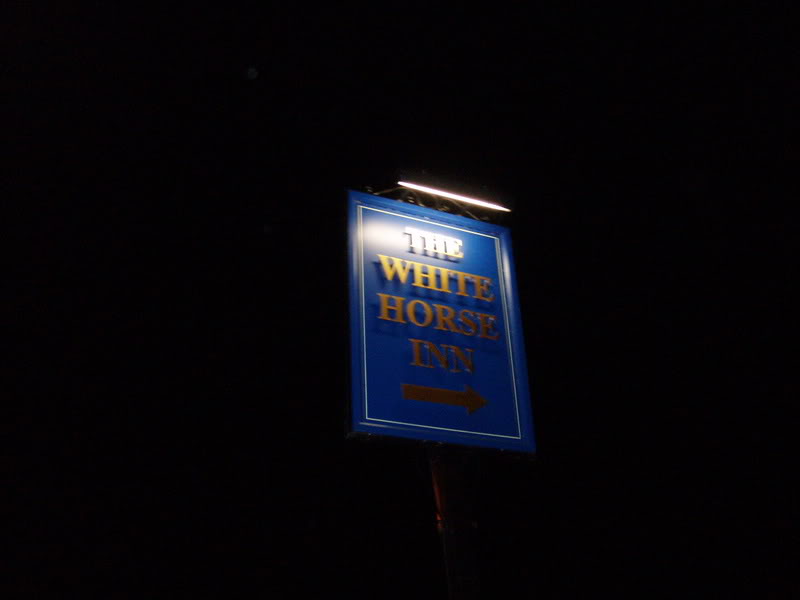 THE
WHITE
HORSE
INN